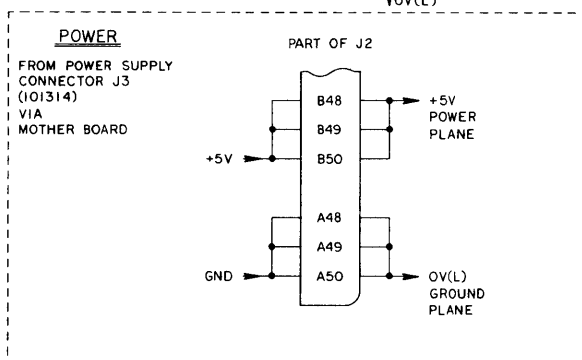 V0V(L)
POWER
PART OF J2
FROM POWER SUPPLY
CONNECTOR J3
(101314)
VIA
MOTHER BOARD
B48
B49
B50
+5V
+5V
POWER
PLANE
A48
A49
A50
GND
0V(L)
GROUND
PLANE